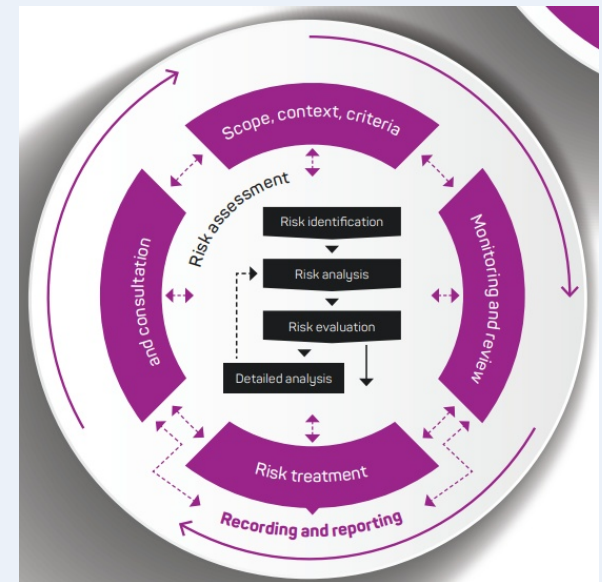 Scope, context, criteria
Risk assessment
Risk identification
Risk analysis
Risk evaluation
Detailed analysis
Monitoring and review
and consultation
Risk treatment
Recording and reporting